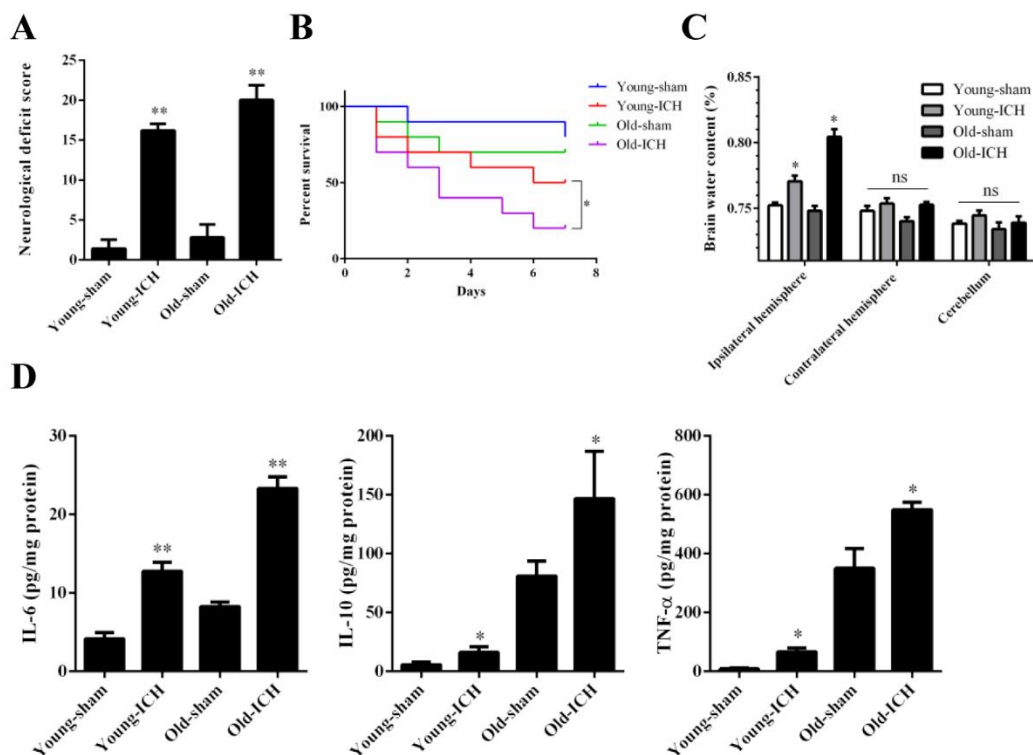 A
Neurological deficit score
25
20
15
10
5
0
**
**
Young-sham
Young-ICH
Old-sham
Old-ICH
B
Percent survival
100
50
0
0
2
4
6
8
Days
Young-sham
Young-ICH
Old-sham
Old-ICH
*
C
Brain water content (%)
0.85
0.80
0.75
Young-sham
Young-ICH
Old-sham
Old-ICH
*
*
ns
ns
Ipsilateral hemisphere
Contralateral hemisphere
Cerebellum
D
IL-6 (pg/mg protein)
30
20
10
0
**
**
Young-sham
Young-ICH
Old-sham
Old-ICH
IL-10 (pg/mg protein)
200
150
100
50
0
*
*
Young-sham
Young-ICH
Old-sham
Old-ICH
TNF-α (pg/mg protein)
800
600
400
200
0
*
*
Young-sham
Young-ICH
Old-sham
Old-ICH